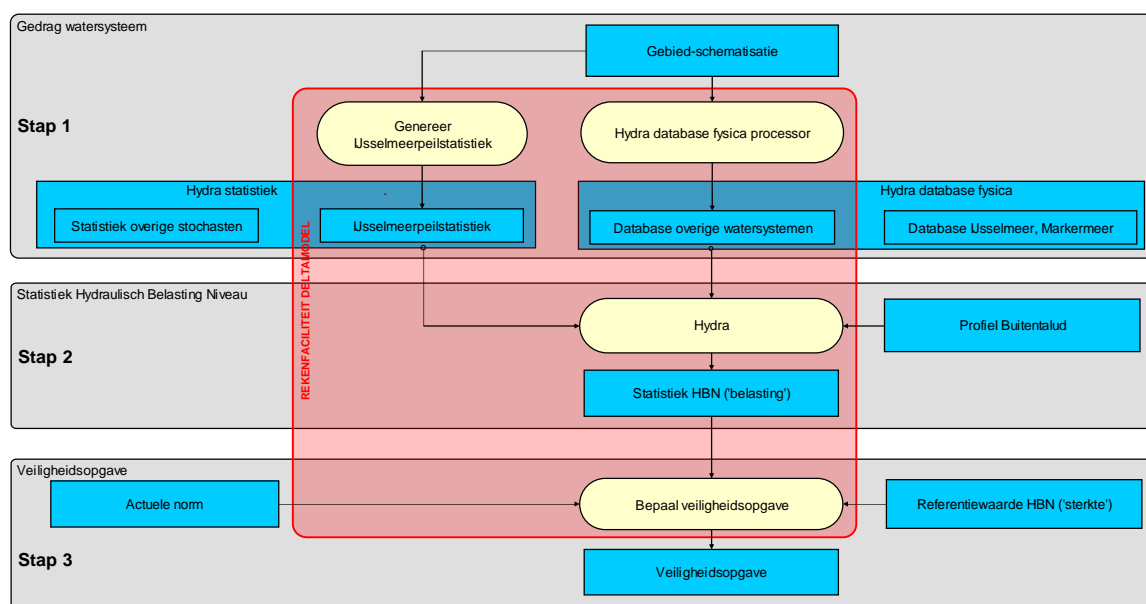 Gedrag watersysteem
Gebied-schematisatie
Stap 1
Genereer
IJsselmeerpeilstatistiek
Hydra database fysica processor
Hydra statistiek
Hydra database fysica
Statistiek overige stochasten
IJsselmeerpeilstatistiek
Database overige watersystemen
Database IJsselmeer, Markermeer
REKENFACILITEIT DELTAMODEL
Statistiek Hydraulisch Belasting Niveau
Hydra
Profiel Buitentalud
Stap 2
Statistiek HBN ('belasting')
Veiligheidsopgave
Actuele norm
Bepaal veiligheidsopgave
Referentiewaarde HBN ('sterkte')
Stap 3
Veiligheidsopgave